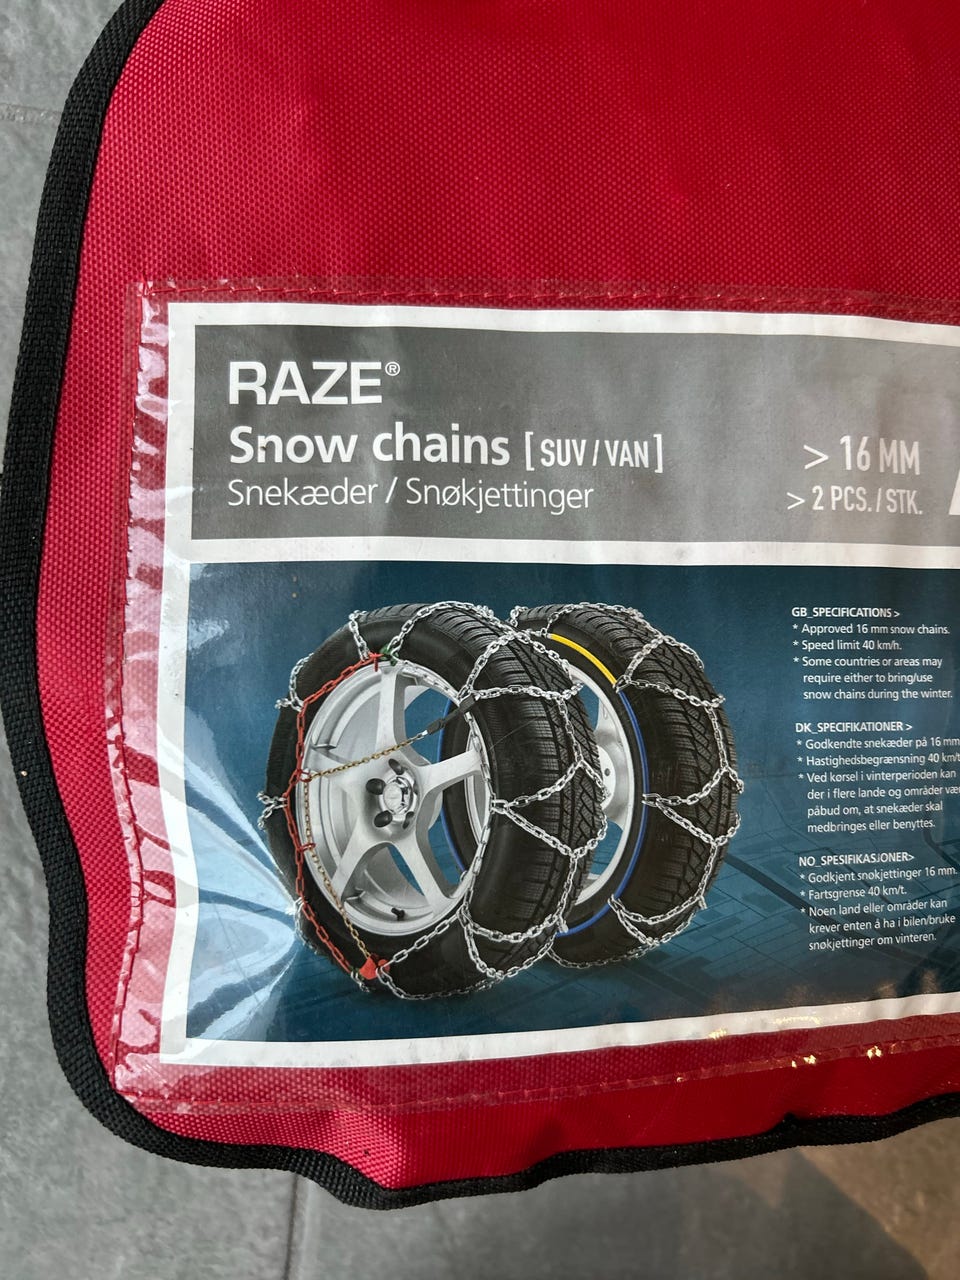 RAZE®
Snow chains [SUV / VAN]
Snekæder / Snøkjettinger
> 16 MM
> 2 PCS. / STK.
GB_SPECIFICATIONS >
* Approved 16 mm snow chains.
* Speed limit 40 km/h.
* Some countries or areas may
require either to bring/use
snow chains during the winter.
DK_SPECIFIKATIONER >
* Godkendte snekæder på 16 mm
* Hastighedsbegrænsning 40 km/t
* Ved kørsel i vinterperioden kan
der i flere lande og områder væ
påbud om, at snekæder skal
medbringes eller benyttes.
NO_SPESIFIKASJONER>
* Godkjent snøkjettinger 16 mm.
* Fartsgrense 40 km/t.
* Noen land eller områder kan
krever enten å ha i bilen/bruke
snøkjettinger om vinteren.